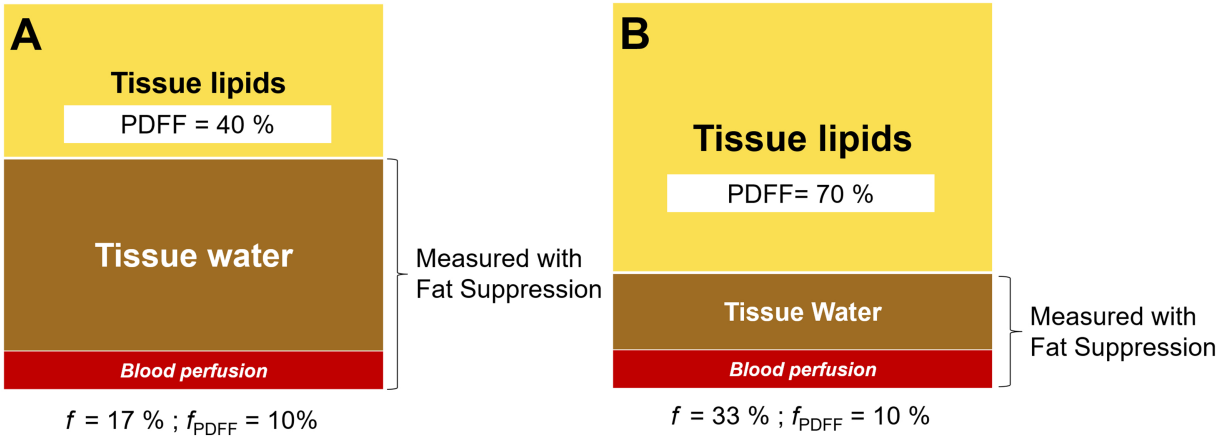 A
Tissue lipids
PDFF = 40 %
Tissue water
Measured with
Fat Suppression
Blood perfusion
f = 17 % ; fPDFF = 10%
B
Tissue lipids
PDFF= 70 %
Tissue Water
Measured with
Fat Suppression
Blood perfusion
f = 33 % ; fPDFF = 10 %